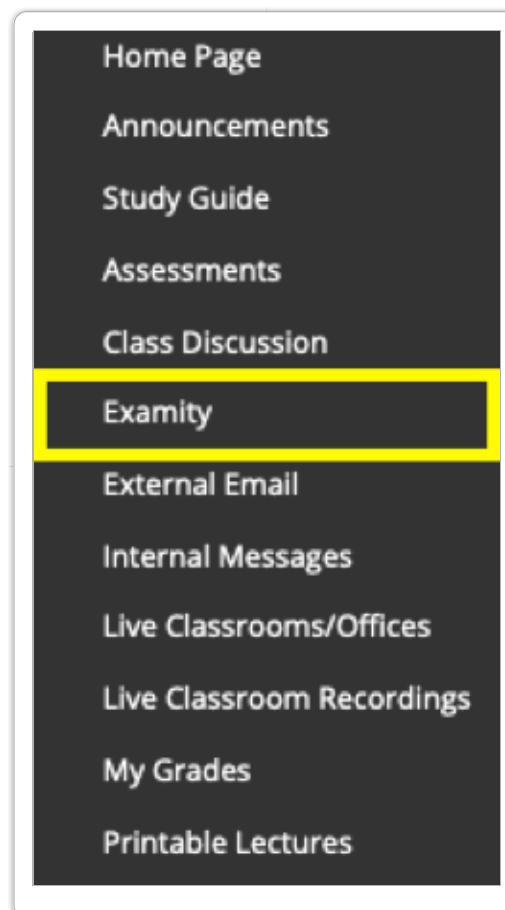 Home Page
Announcements
Study Guide
Assessments
Class Discussion
Examity
External Email
Internal Messages
Live Classrooms/Offices
Live Classroom Recordings
My Grades
Printable Lectures